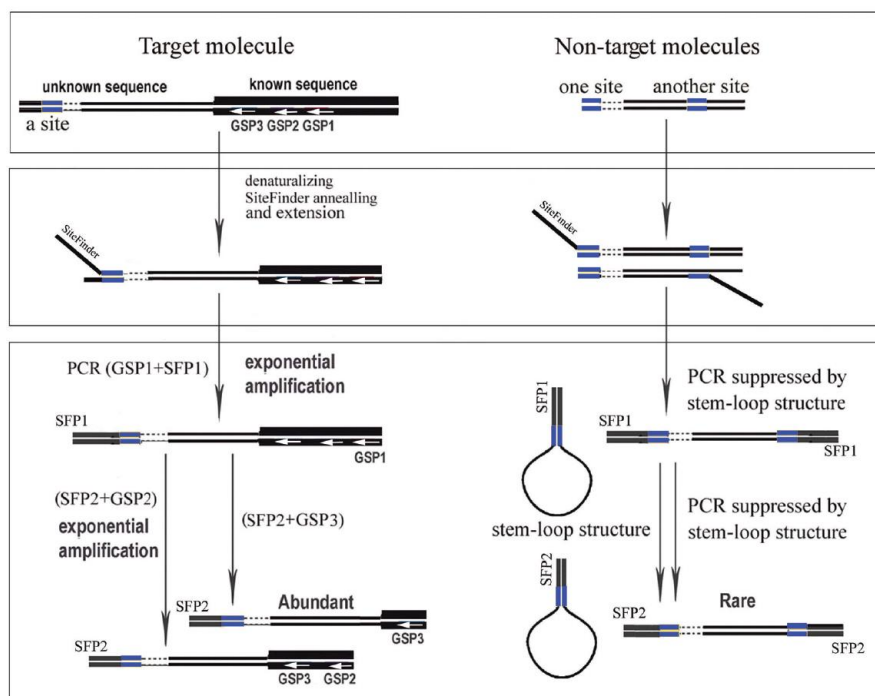 Target molecule
Non-target molecules
unknown sequence
known sequence
a site
GSP3 GSP2 GSP1
one site
another site
denaturalizing
SiteFinder annealling
and extension
SiteFinder
SiteFinder
PCR (GSP1+SFP1)
exponential
amplification
SFP1
GSP1
(SFP2+GSP2)
exponential
amplification
(SFP2+GSP3)
SFP2
Abundant
GSP3
SFP2
GSP3
GSP2
SFP1
PCR suppressed by
stem-loop structure
SFP1
SFP1
stem-loop structure
PCR suppressed by
stem-loop structure
SFP2
SFP2
Rare
SFP2